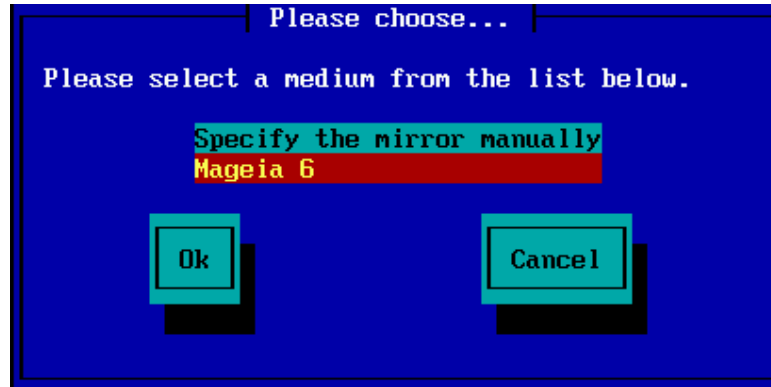 Please choose...
Please select a medium from the list below.
Specify the mirror manually
Mageia 6
Ok Cancel